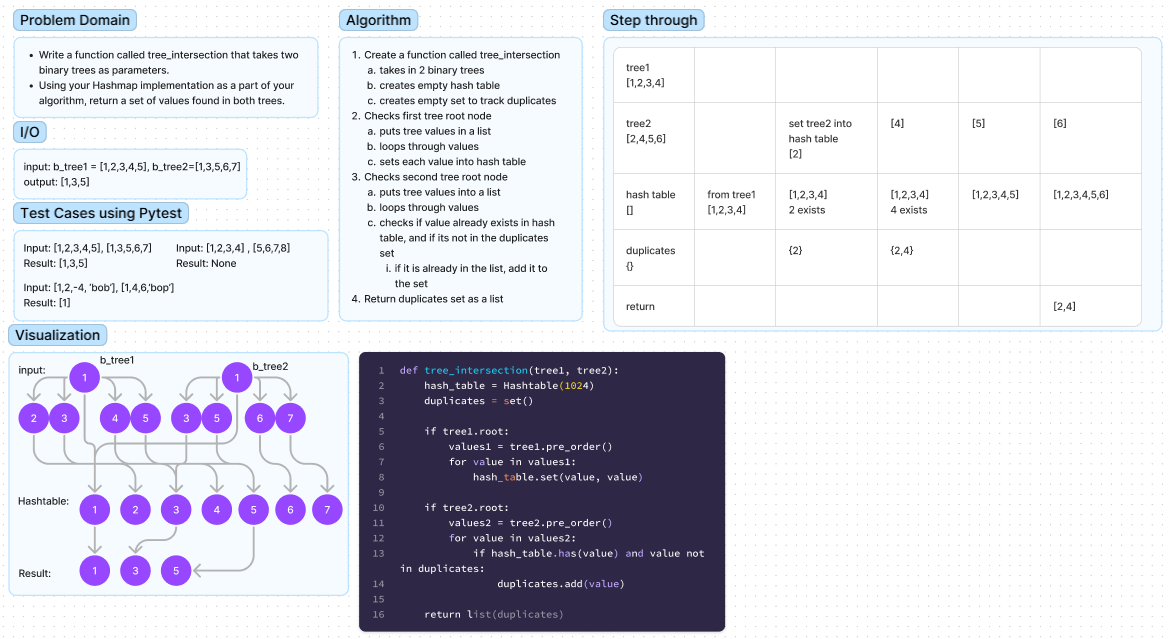 Problem Domain
• Write a function called tree_intersection that takes two
binary trees as parameters.
• Using your Hashmap implementation as a part of your
algorithm, return a set of values found in both trees.
I/O
input: b_tree1 = [1,2,3,4,5], b_tree2=[1,3,5,6,7]
output: [1,3,5]
Test Cases using Pytest
Input: [1,2,3,4,5], [1,3,5,6,7]
Result: [1,3,5]
Input: [1,2,3,4] , [5,6,7,8]
Result: None
Input: [1,2,-4, 'bob'], [1,4,6,'bop']
Result: [1]
Algorithm
1. Create a function called tree_intersection
a. takes in 2 binary trees
b. creates empty hash table
c. creates empty set to track duplicates
2. Checks first tree root node
a. puts tree values in a list
b. loops through values
c. sets each value into hash table
3. Checks second tree root node
a. puts tree values into a list
b. loops through values
c. checks if value already exists in hash
table, and if its not in the duplicates
set
i. if it is already in the list, add it to
the set
4. Return duplicates set as a list
Step through
tree1
[1,2,3,4]
tree2
[2,4,5,6]
set tree2 into
hash table
[2]
[4]
[5]
[6]
hash table
[]
from tree1
[1,2,3,4]
[1,2,3,4]
2 exists
[1,2,3,4]
4 exists
[1,2,3,4,5]
[1,2,3,4,5,6]
duplicates
{}
{2}
{2,4}
return
[2,4]
Visualization
input:
b_tree1
b_tree2
1
1
2 3 4 5 3 5 6 7
Hashtable:
1 2 3 4 5 6 7
Result:
1 3 5
1 def tree_intersection(tree1, tree2):
2 hash_table = Hashtable(1024)
3 duplicates = set()
4
5 if tree1.root:
6 values1 = tree1.pre_order()
7 for value in values1:
8 hash_table.set(value, value)
9
10 if tree2.root:
11 values2 = tree2.pre_order()
12 for value in values2:
13 if hash_table.has(value) and value not
in duplicates:
14 duplicates.add(value)
15
16 return list(duplicates)